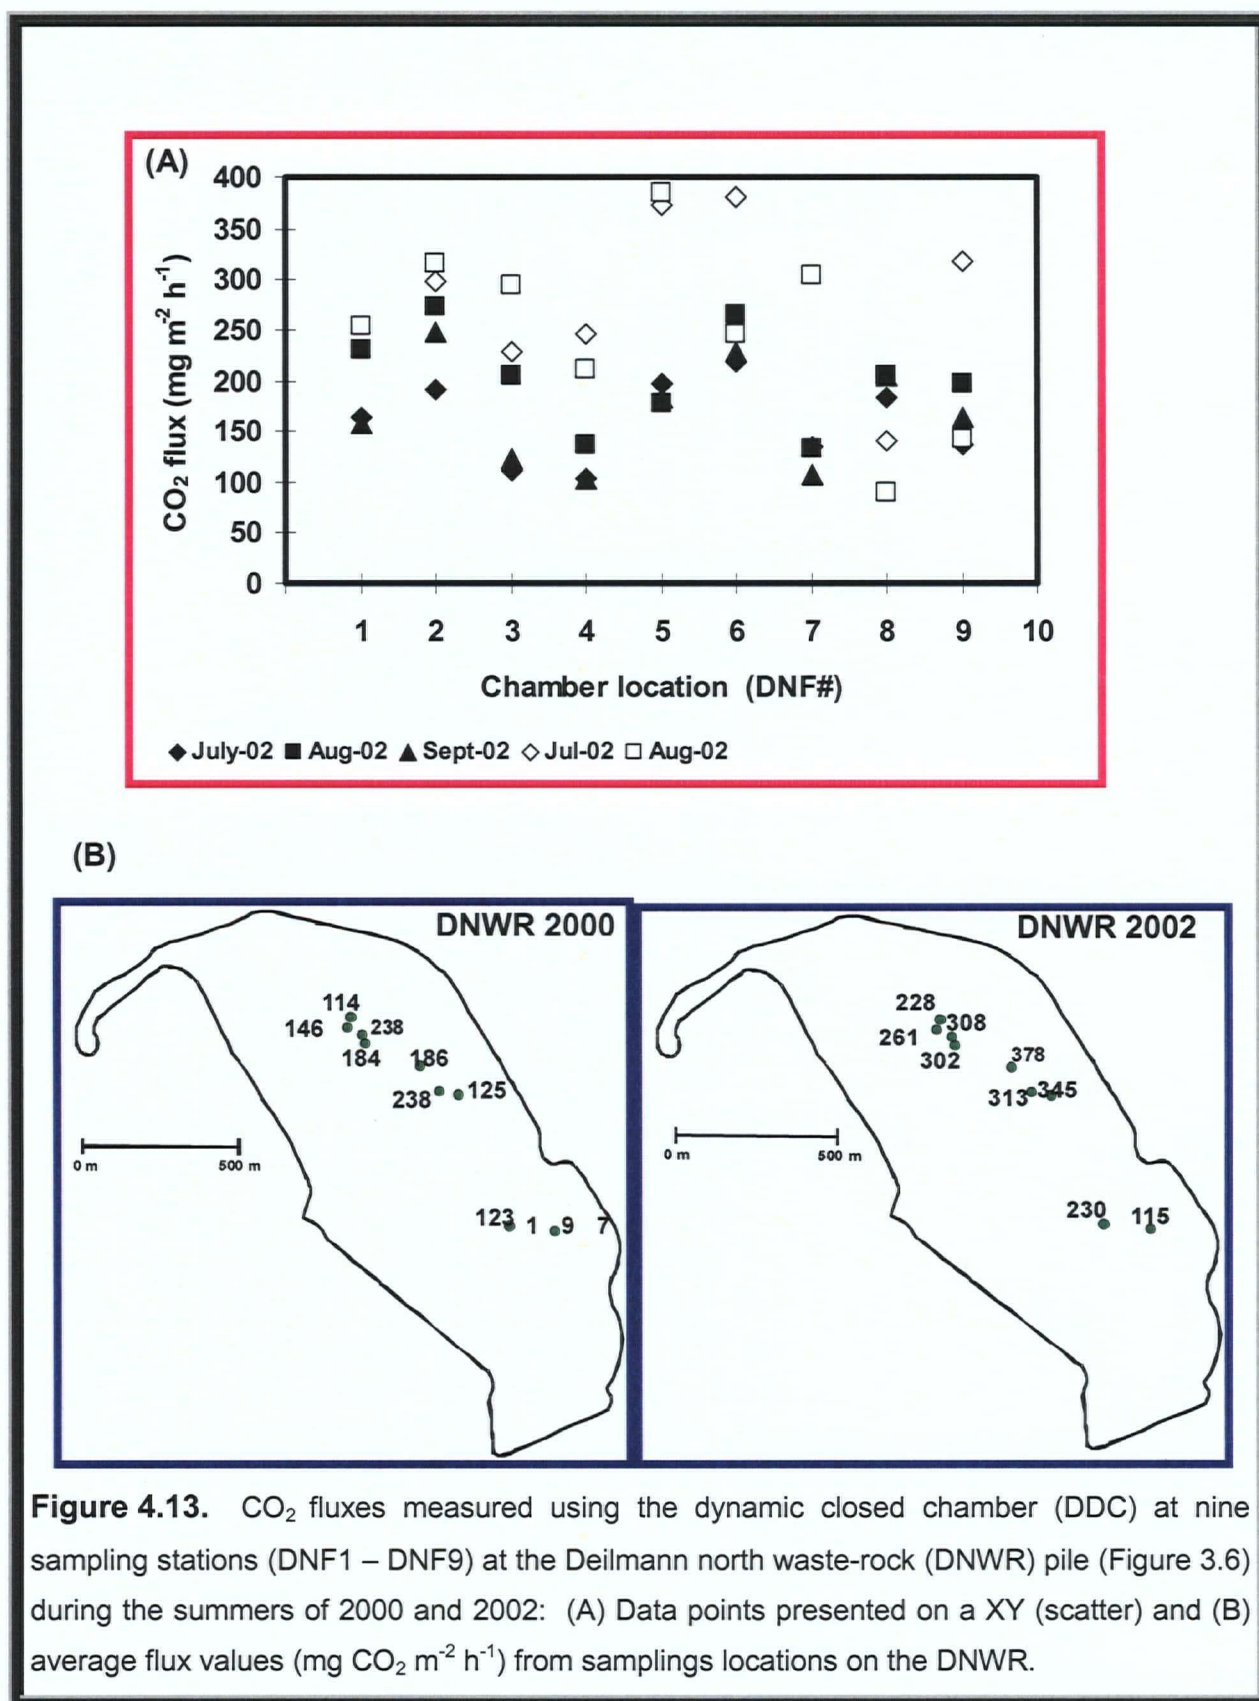 (A)
400
350
300
250
200
150
100
50
0
CO₂ flux (mg m⁻² h⁻¹)
1 2 3 4 5 6 7 8 9 10
Chamber location (DNF#)
◆ July-02 ■ Aug-02 ▲ Sept-02 ◇ Jul-02 □ Aug-02
(B)
DNWR 2000
114
146
238
184
186
238
125
0 m 500 m
123 1 9 7
DNWR 2002
228
308
261
302
378
313 345
0 m 500 m
230 115
Figure 4.13. CO₂ fluxes measured using the dynamic closed chamber (DDC) at nine
sampling stations (DNF1 – DNF9) at the Deilmann north waste-rock (DNWR) pile (Figure 3.6)
during the summers of 2000 and 2002: (A) Data points presented on a XY (scatter) and (B)
average flux values (mg CO₂ m⁻² h⁻¹) from samplings locations on the DNWR.